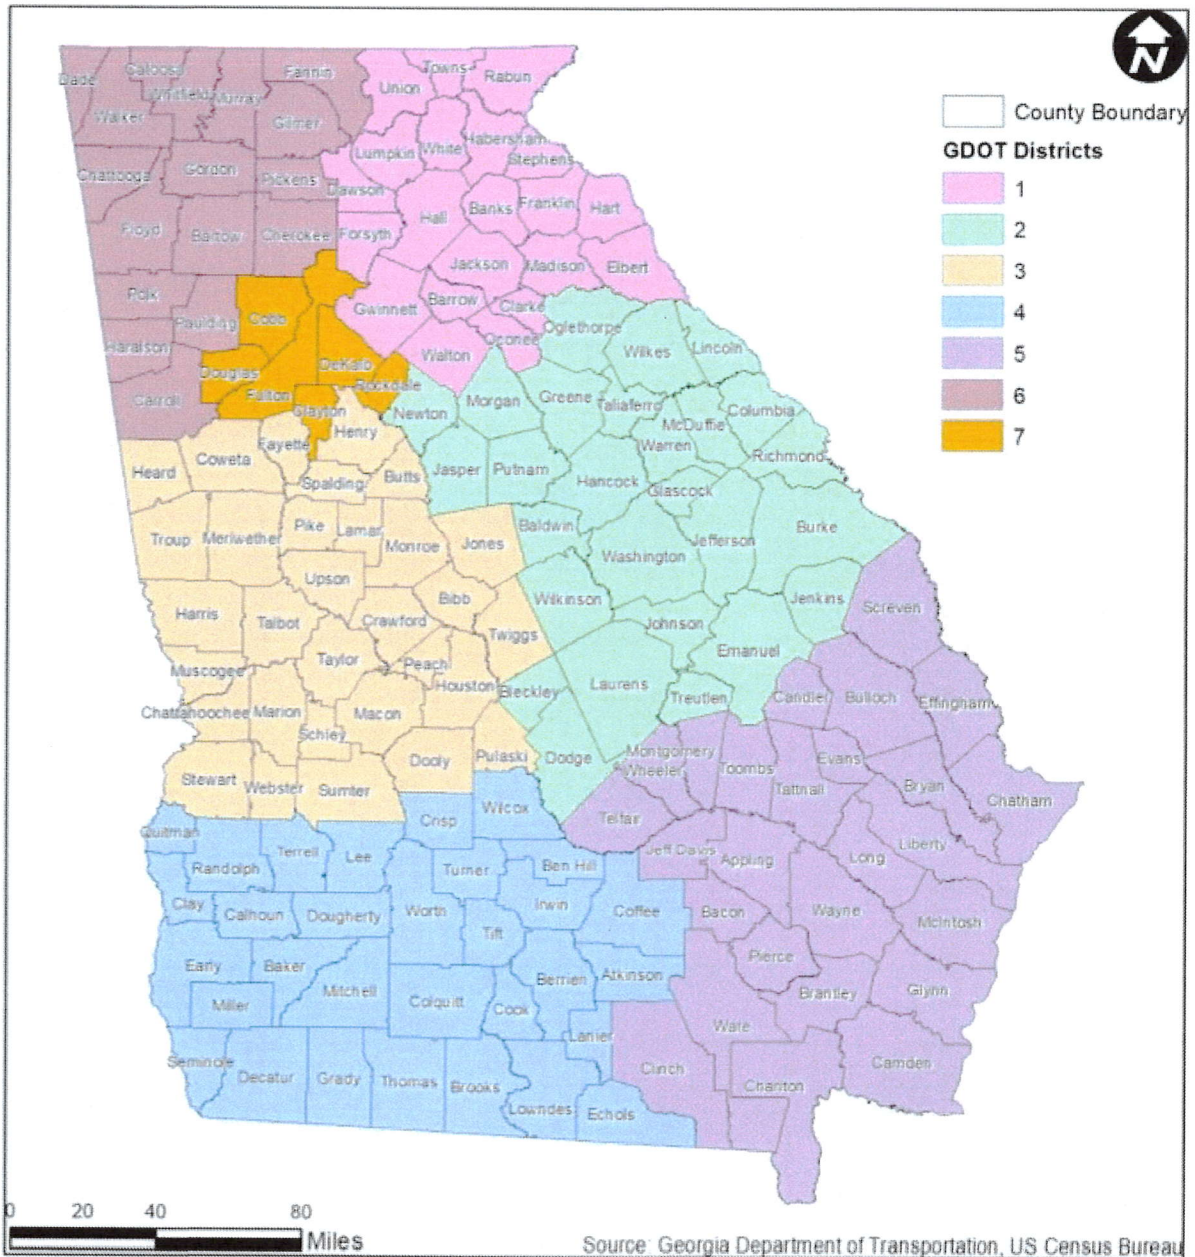 N
County Boundary
GDOT Districts
1
2
3
4
5
6
7
Dade
Catoosa
Whitfield
Murray
Fannin
Walker
Gilmer
Union
Towns
Rabun
Lumpkin
White
Habersham
Stephens
Chattooga
Gordon
Pickens
Dawson
Hall
Banks
Franklin
Hart
Floyd
Bartow
Cherokee
Forsyth
Jackson
Madison
Elbert
Polk
Paulding
Cobb
Gwinnett
Barrow
Clarke
Oconee
Oglethorpe
Wilkes
Lincoln
Haralson
Douglas
DeKalb
Rockdale
Walton
Carroll
Fulton
Clayton
Newton
Morgan
Greene
Taliaferro
McDuffie
Columbia
Heard
Coweta
Fayette
Henry
Warren
Richmond
Spalding
Butts
Jasper
Putnam
Hancock
Glascock
Troup
Meriwether
Pike
Lamar
Monroe
Jones
Baldwin
Washington
Jefferson
Burke
Upson
Bibb
Wilkinson
Jenkins
Screven
Harris
Talbot
Crawford
Twiggs
Johnson
Emanuel
Muscogee
Taylor
Peach
Houston
Bleckley
Laurens
Treutlen
Candler
Bulloch
Effingham
Chattahoochee
Marion
Schley
Macon
Dooly
Pulaski
Dodge
Montgomery
Wheeler
Toombs
Evans
Tattnall
Bryan
Chatham
Stewart
Webster
Sumter
Crisp
Wilcox
Telfair
Quitman
Randolph
Terrell
Lee
Turner
Ben Hill
Jeff Davis
Appling
Long
Liberty
Clay
Calhoun
Dougherty
Worth
Tift
Irwin
Coffee
Bacon
Wayne
McIntosh
Early
Baker
Mitchell
Miller
Colquitt
Cook
Berrien
Atkinson
Pierce
Brantley
Glynn
Lanier
Ware
Seminole
Decatur
Grady
Thomas
Brooks
Lowndes
Echols
Clinch
Charlton
Camden
0 20 40 80
Miles
Source: Georgia Department of Transportation, US Census Bureau